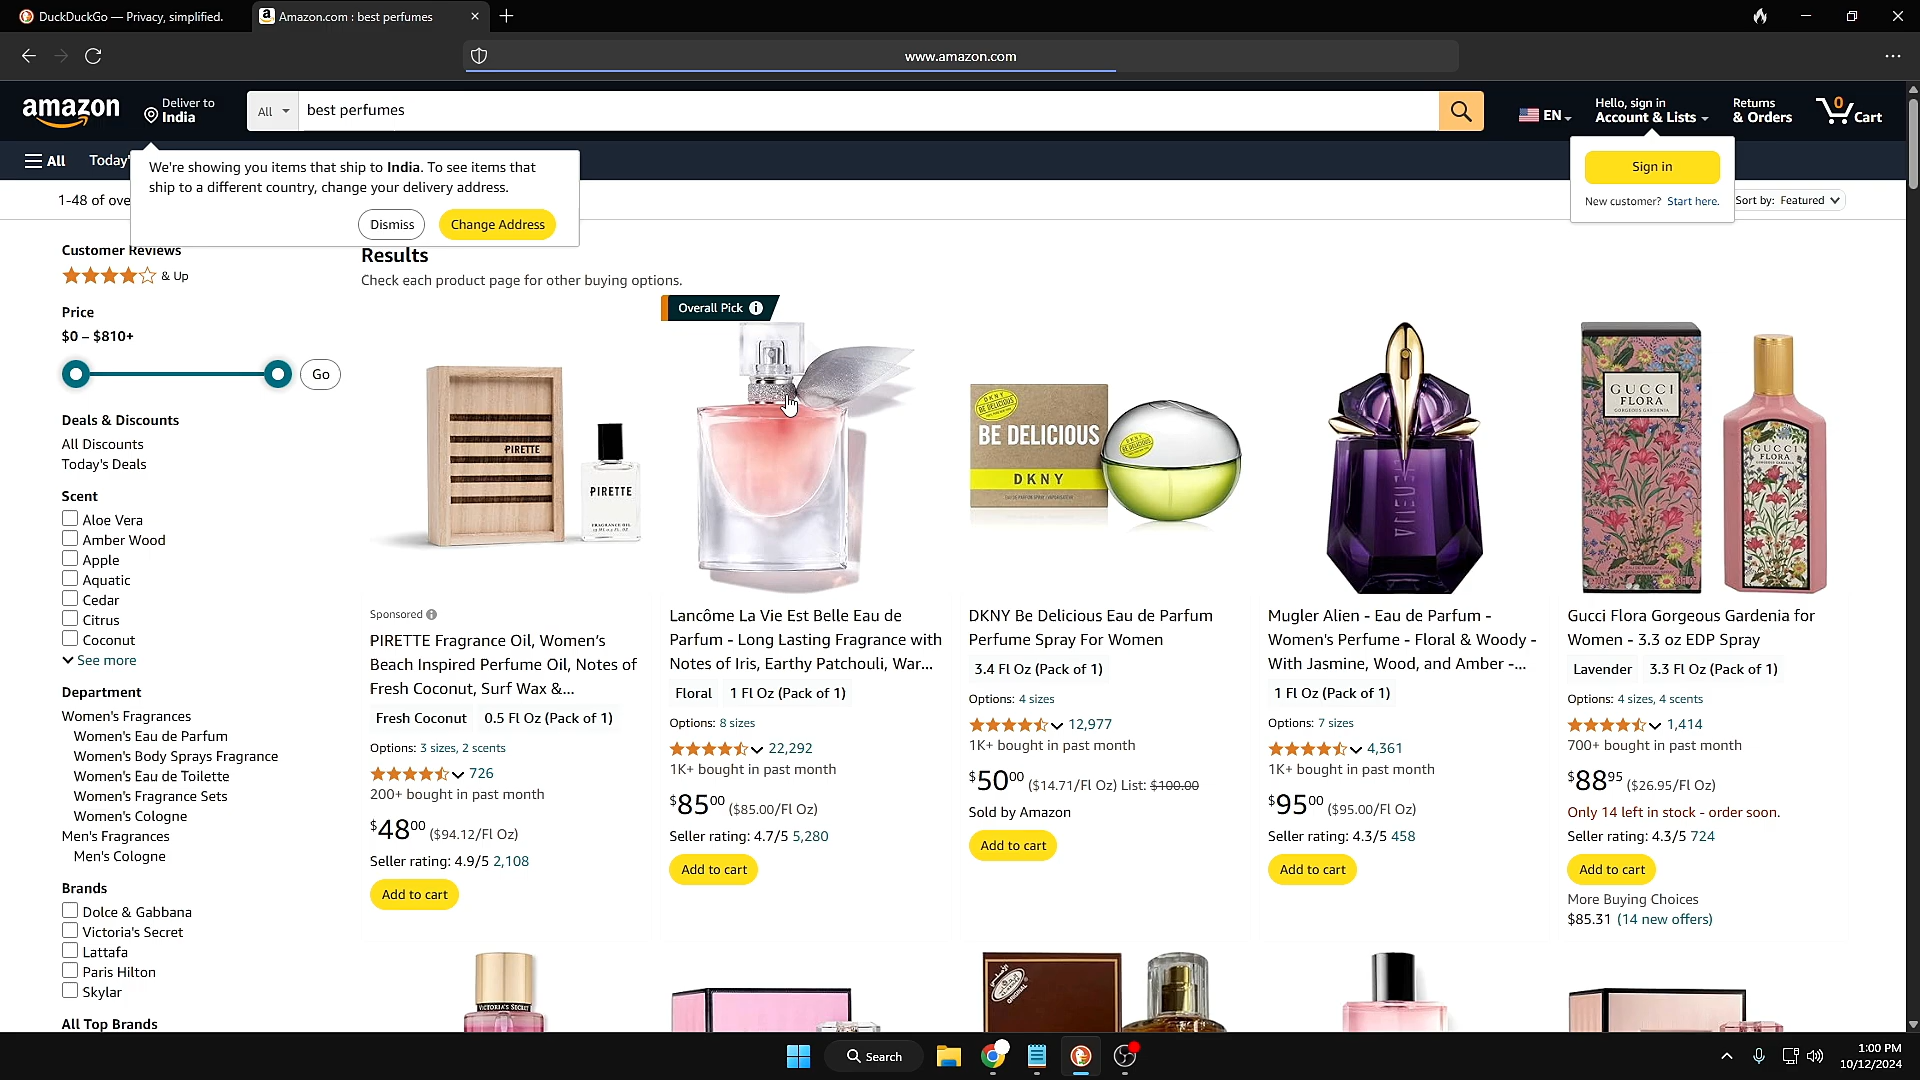 DuckDuckGo — Privacy, simplified.
Amazon.com : best perfumes
www.amazon.com
amazon
Deliver to
India
All
best perfumes
EN
Hello, sign in
Account & Lists
Returns
& Orders
0
Cart
All
Today'
We're showing you items that ship to India. To see items that
ship to a different country, change your delivery address.
Dismiss
Change Address
Sign in
New customer? Start here.
1-48 of ove
Sort by: Featured
Customer Reviews
& Up
Price
$0 – $810+
Go
Deals & Discounts
All Discounts
Today's Deals
Scent
Aloe Vera
Amber Wood
Apple
Aquatic
Cedar
Citrus
Coconut
See more
Department
Women's Fragrances
Women's Eau de Parfum
Women's Body Sprays Fragrance
Women's Eau de Toilette
Women's Fragrance Sets
Women's Cologne
Men's Fragrances
Men's Cologne
Brands
Dolce & Gabbana
Victoria's Secret
Lattafa
Paris Hilton
Skylar
All Top Brands
Results
Check each product page for other buying options.
PIRETTE
PIRETTE
Sponsored
PIRETTE Fragrance Oil, Women's
Beach Inspired Perfume Oil, Notes of
Fresh Coconut, Surf Wax &...
Fresh Coconut 0.5 Fl Oz (Pack of 1)
Options: 3 sizes, 2 scents
726
200+ bought in past month
$4800 ($94.12/Fl Oz)
Seller rating: 4.9/5 2,108
Add to cart
Overall Pick
Lancôme La Vie Est Belle Eau de
Parfum - Long Lasting Fragrance with
Notes of Iris, Earthy Patchouli, War...
Floral 1 Fl Oz (Pack of 1)
Options: 8 sizes
22,292
1K+ bought in past month
$8500 ($85.00/Fl Oz)
Seller rating: 4.7/5 5,280
Add to cart
BE DELICIOUS
DKNY
DKNY Be Delicious Eau de Parfum
Perfume Spray For Women
3.4 Fl Oz (Pack of 1)
Options: 4 sizes
12,977
1K+ bought in past month
$5000 ($14.71/Fl Oz) List: $100.00
Sold by Amazon
Add to cart
Mugler Alien - Eau de Parfum -
Women's Perfume - Floral & Woody -
With Jasmine, Wood, and Amber -...
1 Fl Oz (Pack of 1)
Options: 7 sizes
4,361
1K+ bought in past month
$9500 ($95.00/Fl Oz)
Seller rating: 4.3/5 458
Add to cart
GUCCI
FLORA
GORGEOUS GARDENIA
GUCCI
FLORA
Gucci Flora Gorgeous Gardenia for
Women - 3.3 oz EDP Spray
Lavender 3.3 Fl Oz (Pack of 1)
Options: 4 sizes, 4 scents
1,414
700+ bought in past month
$8895 ($26.95/Fl Oz)
Only 14 left in stock - order soon.
Seller rating: 4.3/5 724
Add to cart
More Buying Choices
$85.31 (14 new offers)
VICTORIA'S SECRET
Search
1:00 PM
10/12/2024